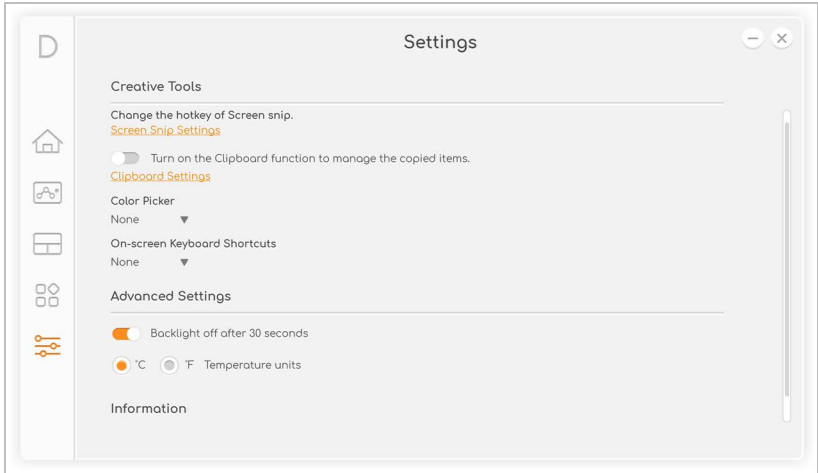 D
Settings
Creative Tools
Change the hotkey of Screen snip.
Screen Snip Settings
Turn on the Clipboard function to manage the copied items.
Clipboard Settings
Color Picker
None
On-screen Keyboard Shortcuts
None
Advanced Settings
Backlight off after 30 seconds
°C °F Temperature units
Information